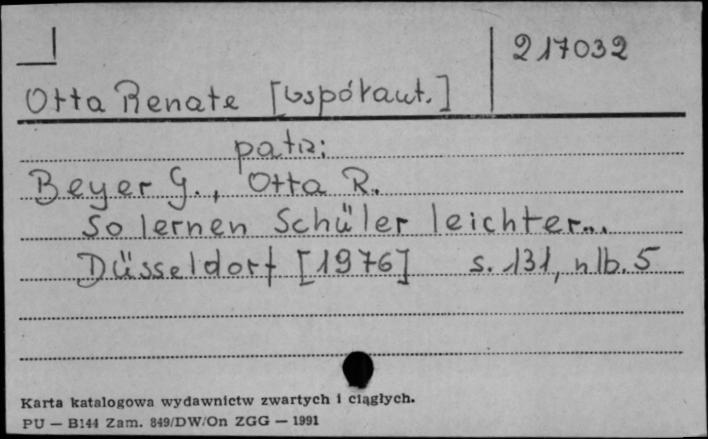 217032
Otta Renate [współaut.]
patrz:
Beyer G., Otta R.
So lernen Schüler leichter...
Düsseldorf [1976] s. 131, nlb. 5
Karta katalogowa wydawnictw zwartych i ciągłych.
PU — B144 Zam. 849/DW/On ZGG — 1991